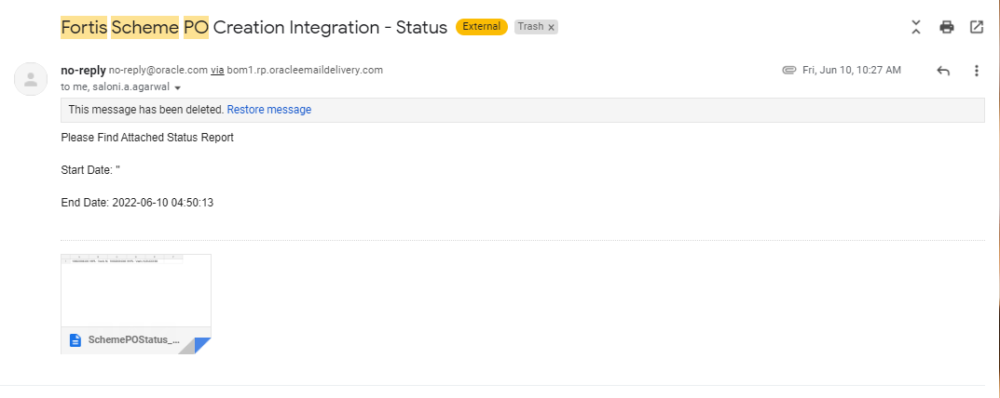 Fortis Scheme PO Creation Integration - Status External Trash x
no-reply no-reply@oracle.com via bom1.rp.oracleemaildelivery.com Fri, Jun 10, 10:27 AM
to me, saloni.a.agarwal
This message has been deleted. Restore message
Please Find Attached Status Report
Start Date: "
End Date: 2022-06-10 04:50:13
SchemePOStatus_...